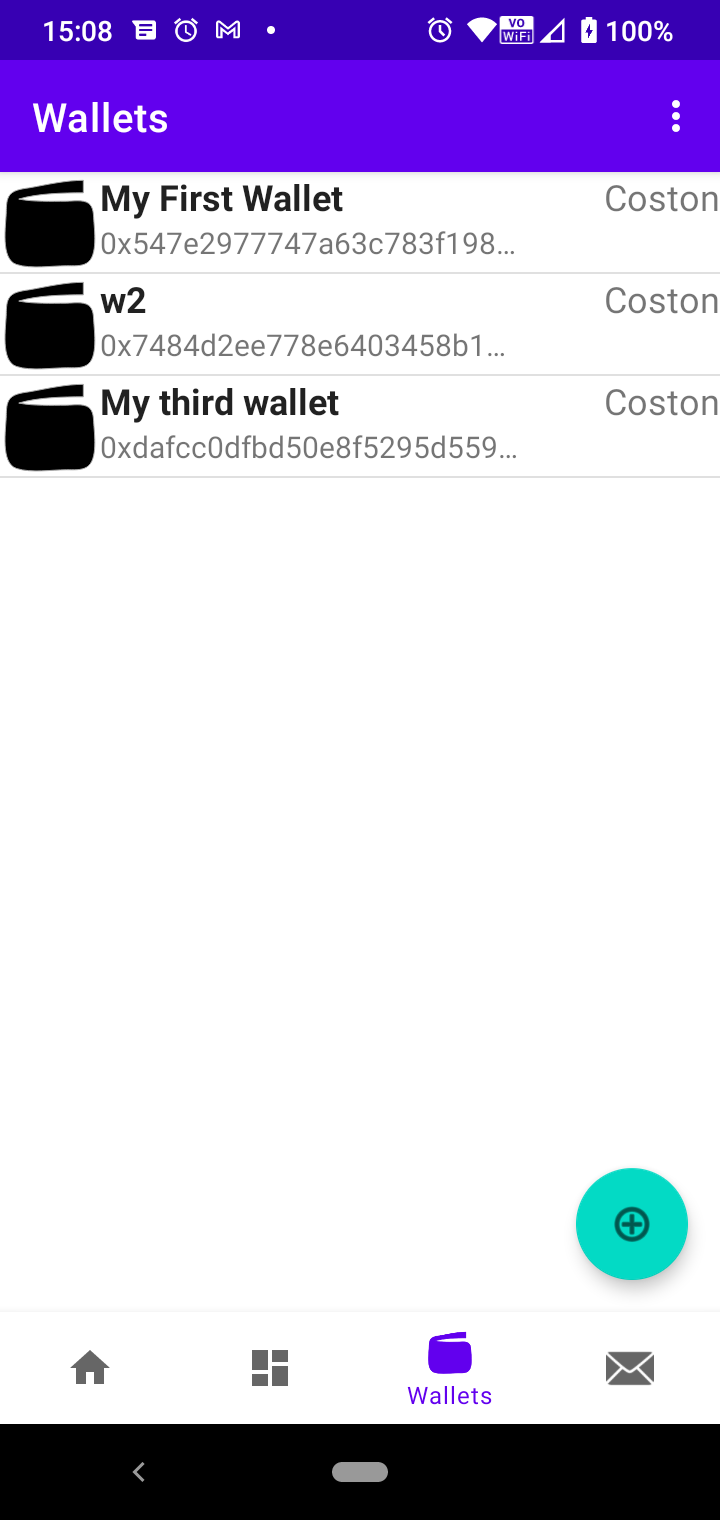 15:08 VO WiFi 100%
Wallets
My First Wallet Coston
0x547e2977747a63c783f198...
w2 Coston
0x7484d2ee778e6403458b1...
My third wallet Coston
0xdafcc0dfbd50e8f5295d559...
Wallets